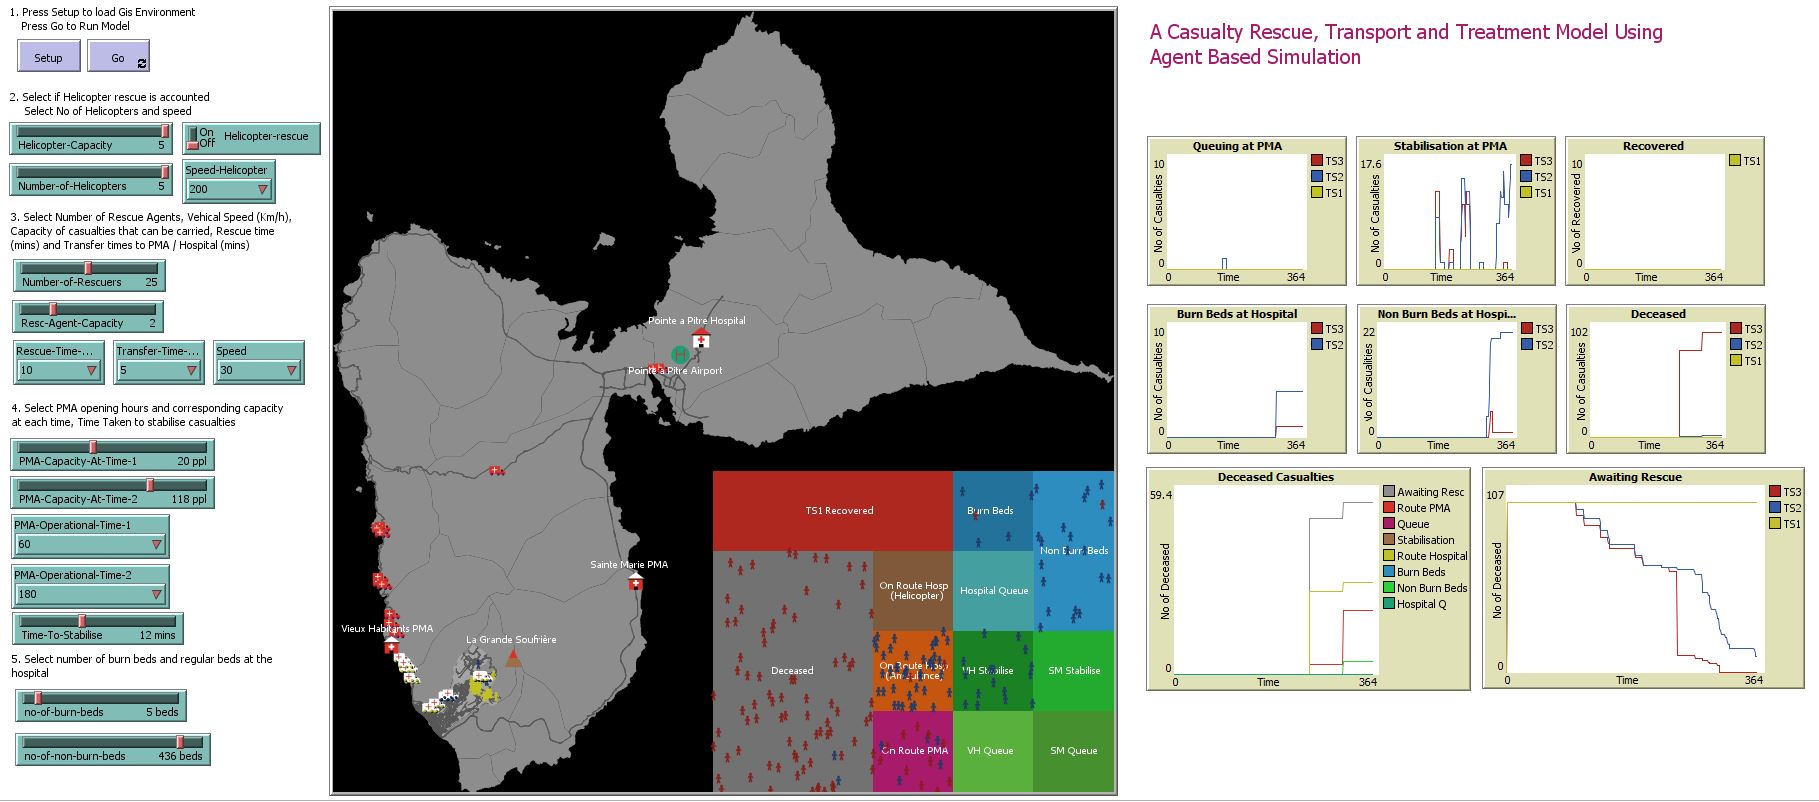 1. Press Setup to load Gis Environment
Press Go to Run Model
Setup
Go
2. Select if Helicopter rescue is accounted
Select No of Helicopters and speed
Helicopter-Capacity 5
On
Off
Helicopter-rescue
Number-of-Helicopters 5
Speed-Helicopter
200
3. Select Number of Rescue Agents, Vehical Speed (Km/h),
Capacity of casualties that can be carried, Rescue time
(mins) and Transfer times to PMA / Hospital (mins)
Number-of-Rescuers 25
Resc-Agent-Capacity 2
Rescue-Time-...
10
Transfer-Time-...
5
Speed
30
4. Select PMA opening hours and corresponding capacity
at each time, Time Taken to stabilise casualties
PMA-Capacity-At-Time-1 20 ppl
PMA-Capacity-At-Time-2 118 ppl
PMA-Operational-Time-1
60
PMA-Operational-Time-2
180
Time-To-Stabilise 12 mins
5. Select number of burn beds and regular beds at the
hospital
no-of-burn-beds 5 beds
no-of-non-burn-beds 436 beds
Pointe a Pitre Hospital
H
Pointe a Pitre Airport
Sainte Marie PMA
Vieux Habitants PMA
La Grande Soufrière
TS1 Recovered
Burn Beds
Non Burn Beds
On Route Hosp
(Helicopter)
Hospital Queue
Deceased
On Route Hosp
(Ambulance)
VH Stabilise
SM Stabilise
On Route PMA
VH Queue
SM Queue
A Casualty Rescue, Transport and Treatment Model Using
Agent Based Simulation
Queuing at PMA
10
No of Casualties
0
0
Time
364
TS3
TS2
TS1
Stabilisation at PMA
17.6
No of Casualties
0
0
Time
364
TS3
TS2
TS1
Recovered
10
No of Recovered
0
0
Time
364
TS1
Burn Beds at Hospital
10
No of Casualties
0
0
Time
364
TS3
TS2
Non Burn Beds at Hospi...
22
No of Casualties
0
0
Time
364
TS3
TS2
Deceased
102
No of Casualties
0
0
Time
364
TS3
TS2
TS1
Deceased Casualties
59.4
No of Deceased
0
0
Time
364
Awaiting Resc
Route PMA
Queue
Stabilisation
Route Hospital
Burn Beds
Non Burn Beds
Hospital Q
Awaiting Rescue
107
No of Deceased
0
0
Time
364
TS3
TS2
TS1